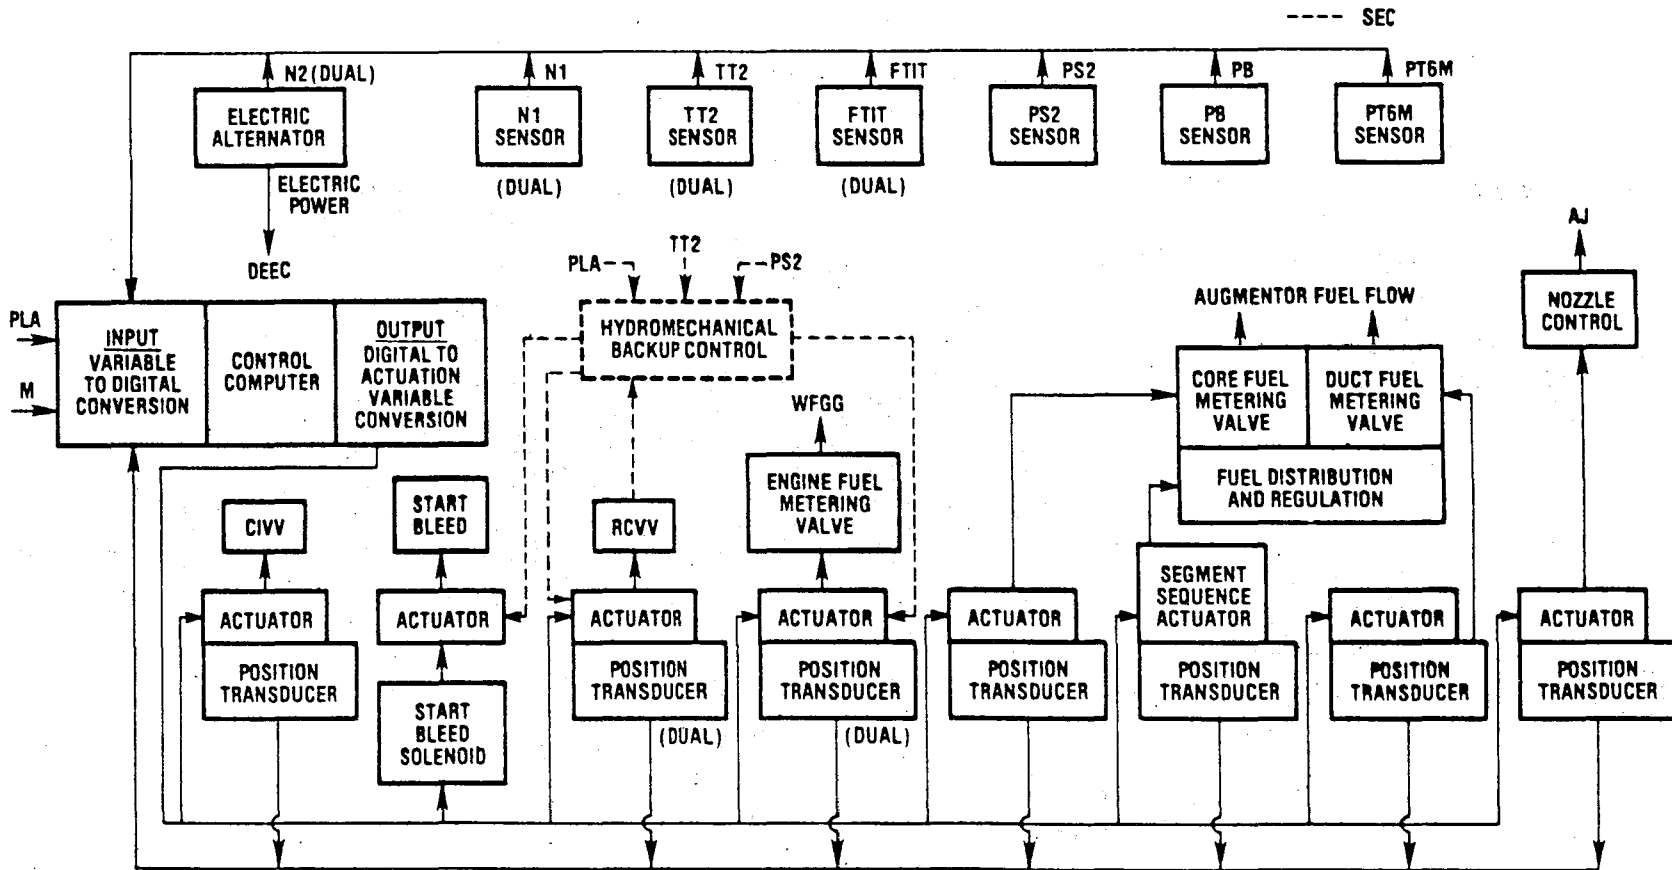 SEC
N2 (DUAL)
N1
TT2
FTIT
PS2
PB
PT6M
ELECTRIC
ALTERNATOR
N1
SENSOR
TT2
SENSOR
FTIT
SENSOR
PS2
SENSOR
PB
SENSOR
PT6M
SENSOR
(DUAL)
(DUAL)
(DUAL)
ELECTRIC
POWER
DEEC
PLA
TT2
PS2
AJ
PLA
M
INPUT
VARIABLE
TO DIGITAL
CONVERSION
CONTROL
COMPUTER
OUTPUT
DIGITAL TO
ACTUATION
VARIABLE
CONVERSION
HYDROMECHANICAL
BACKUP CONTROL
AUGMENTOR FUEL FLOW
NOZZLE
CONTROL
CORE FUEL
METERING
VALVE
DUCT FUEL
METERING
VALVE
FUEL DISTRIBUTION
AND REGULATION
WFGG
CIVV
START
BLEED
RCVV
ENGINE FUEL
METERING
VALVE
ACTUATOR
POSITION
TRANSDUCER
ACTUATOR
START
BLEED
SOLENOID
ACTUATOR
POSITION
TRANSDUCER
(DUAL)
ACTUATOR
POSITION
TRANSDUCER
(DUAL)
ACTUATOR
POSITION
TRANSDUCER
SEGMENT
SEQUENCE
ACTUATOR
POSITION
TRANSDUCER
ACTUATOR
POSITION
TRANSDUCER
ACTUATOR
POSITION
TRANSDUCER